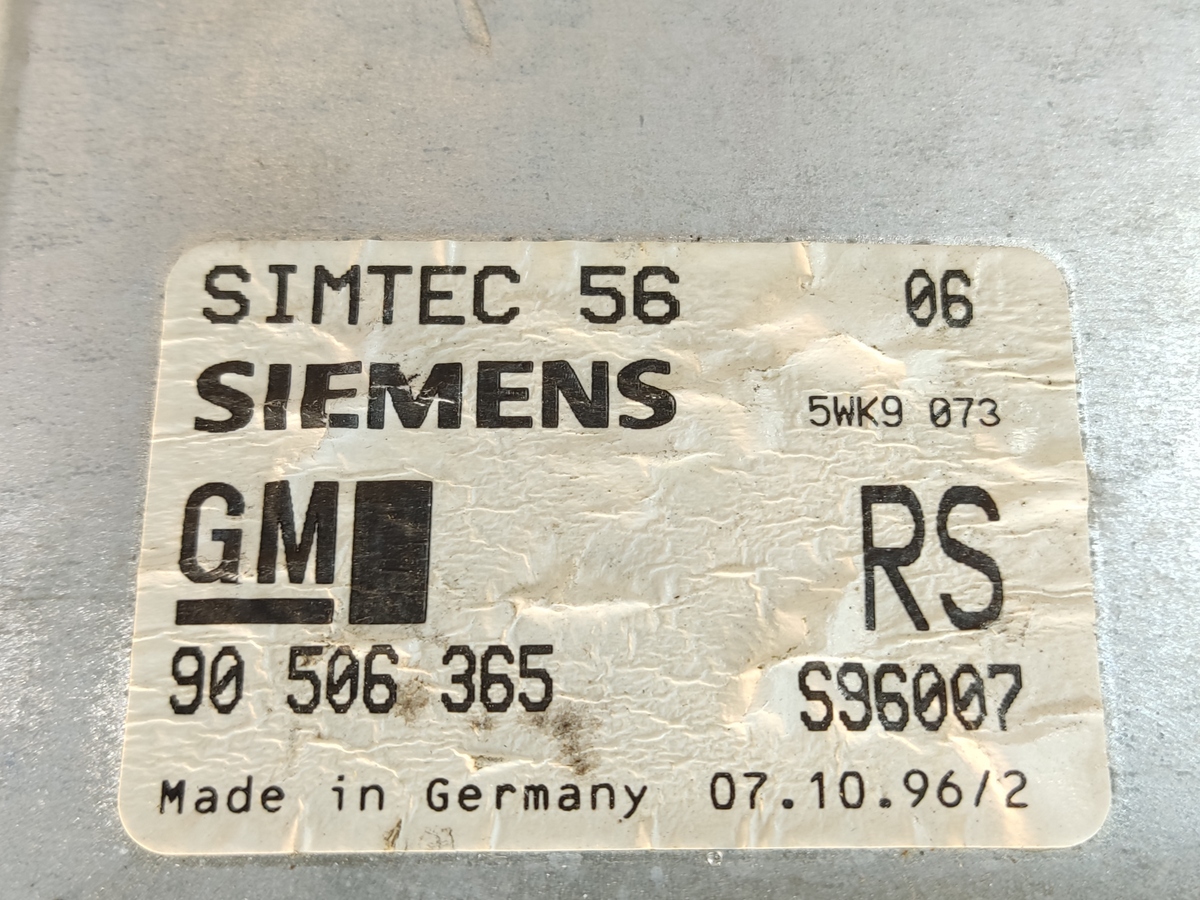 SIMTEC 56 06
SIEMENS 5WK9 073
GM RS
90 506 365 S96007
Made in Germany 07.10.96/2